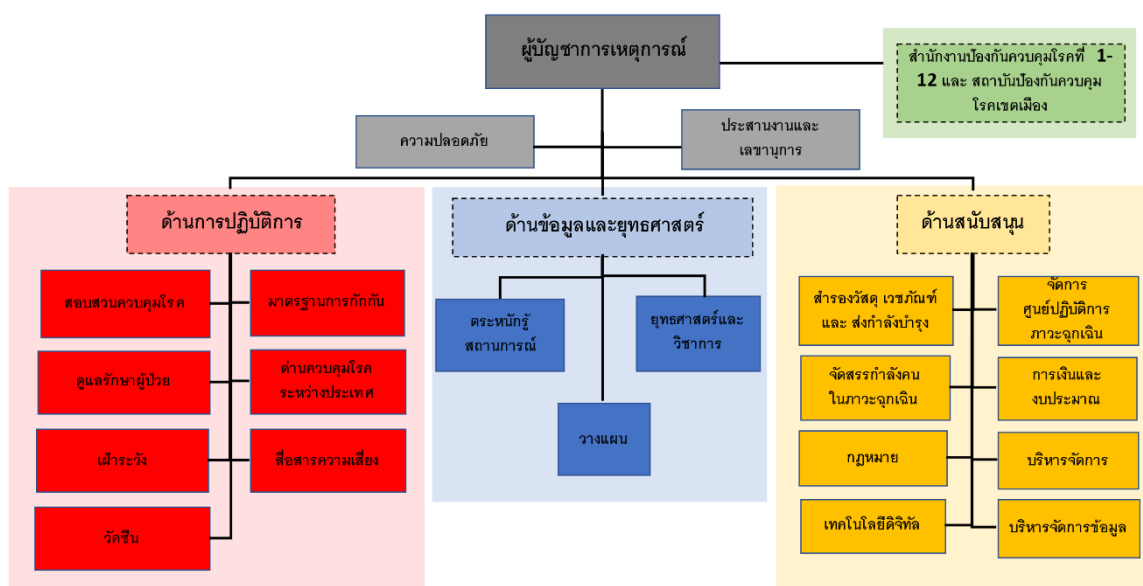 ผู้บัญชาการเหตุการณ์
สำนักงานป้องกันควบคุมโรคที่ 1-
12 และ สถาบันป้องกันควบคุม
โรคเขตเมือง
ความปลอดภัย
ประสานงานและ
เลขานุการ
ด้านการปฏิบัติการ
สอบสวนควบคุมโรค
มาตรฐานการกักกัน
ดูแลรักษาผู้ป่วย
ด่านควบคุมโรค
ระหว่างประเทศ
เฝ้าระวัง
สื่อสารความเสี่ยง
วัคซีน
ด้านข้อมูลและยุทธศาสตร์
ตระหนักรู้
สถานการณ์
ยุทธศาสตร์และ
วิชาการ
วางแผน
ด้านสนับสนุน
สำรองวัสดุ เวชภัณฑ์
และ ส่งกำลังบำรุง
จัดการ
ศูนย์ปฏิบัติการ
ภาวะฉุกเฉิน
จัดสรรกำลังคน
ในภาวะฉุกเฉิน
การเงินและ
งบประมาณ
กฎหมาย
บริหารจัดการ
เทคโนโลยีดิจิทัล
บริหารจัดการข้อมูล